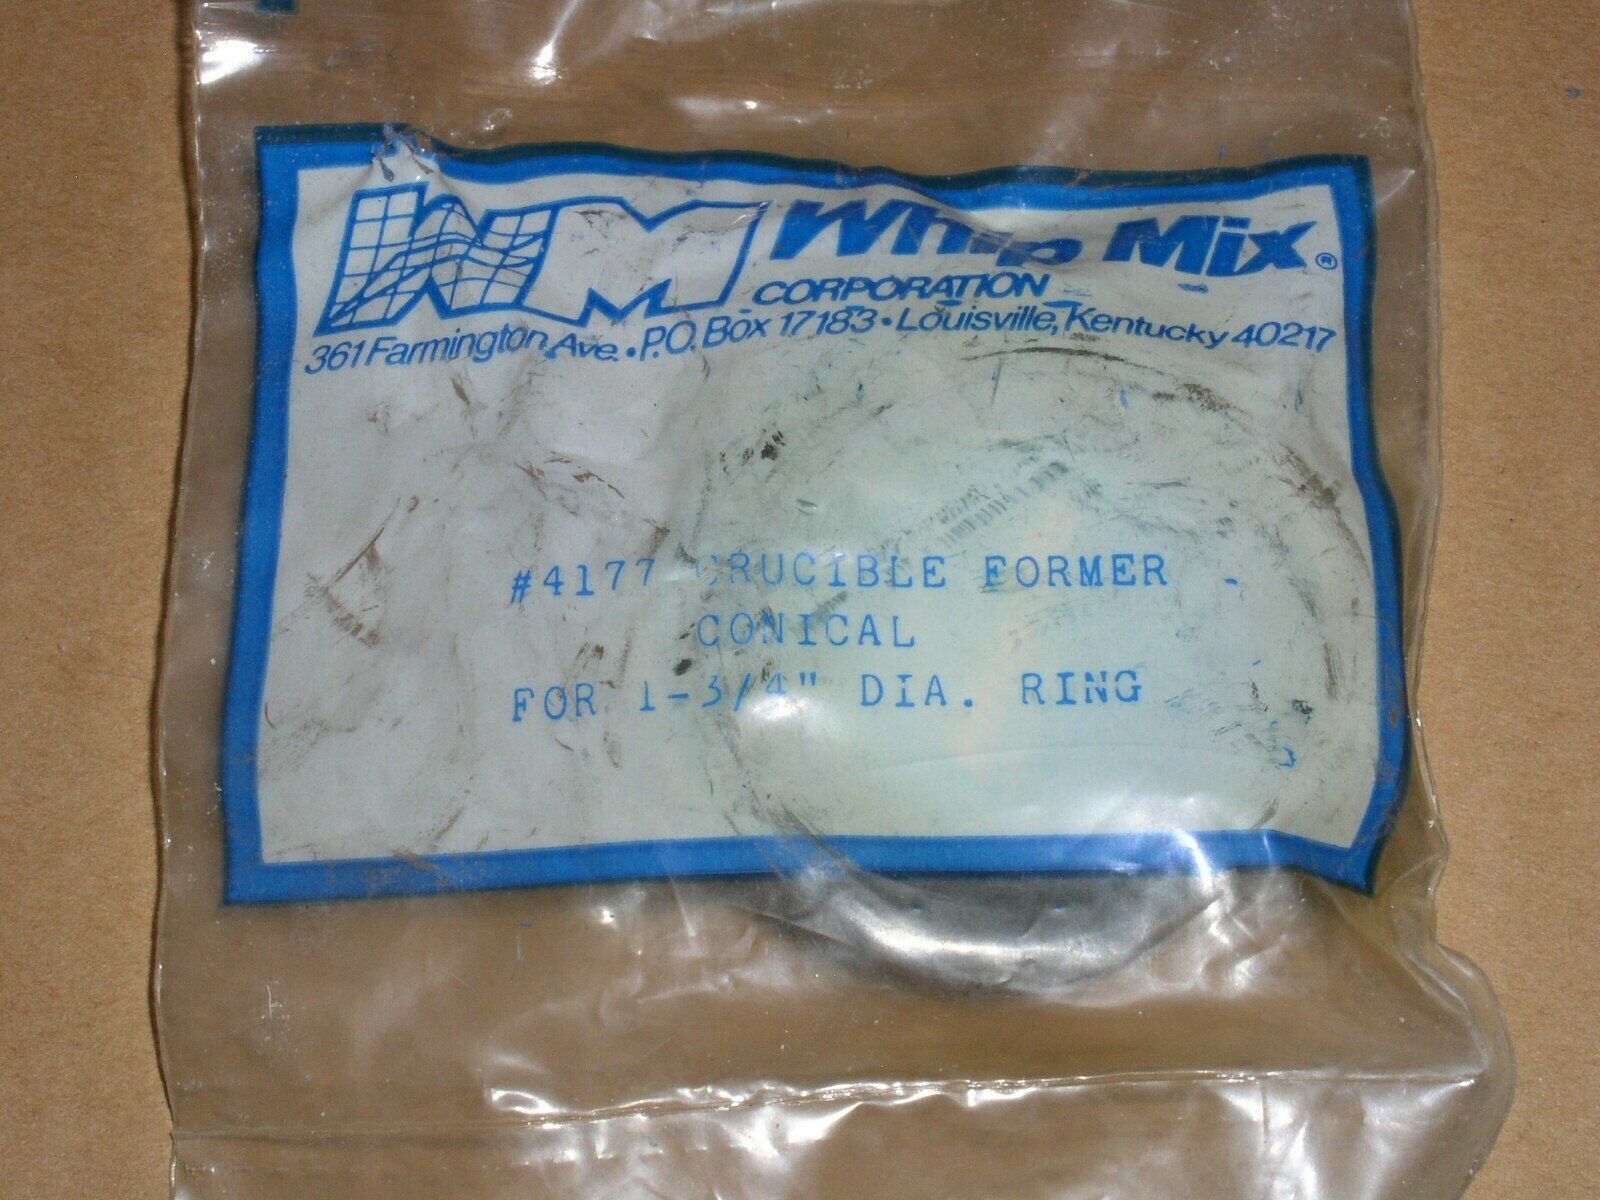 WM Whip Mix®
CORPORATION
361 Farmington Ave. • P.O. Box 17183 • Louisville, Kentucky 40217
#4177 CRUCIBLE FORMER
CONICAL
FOR 1-3/4" DIA. RING